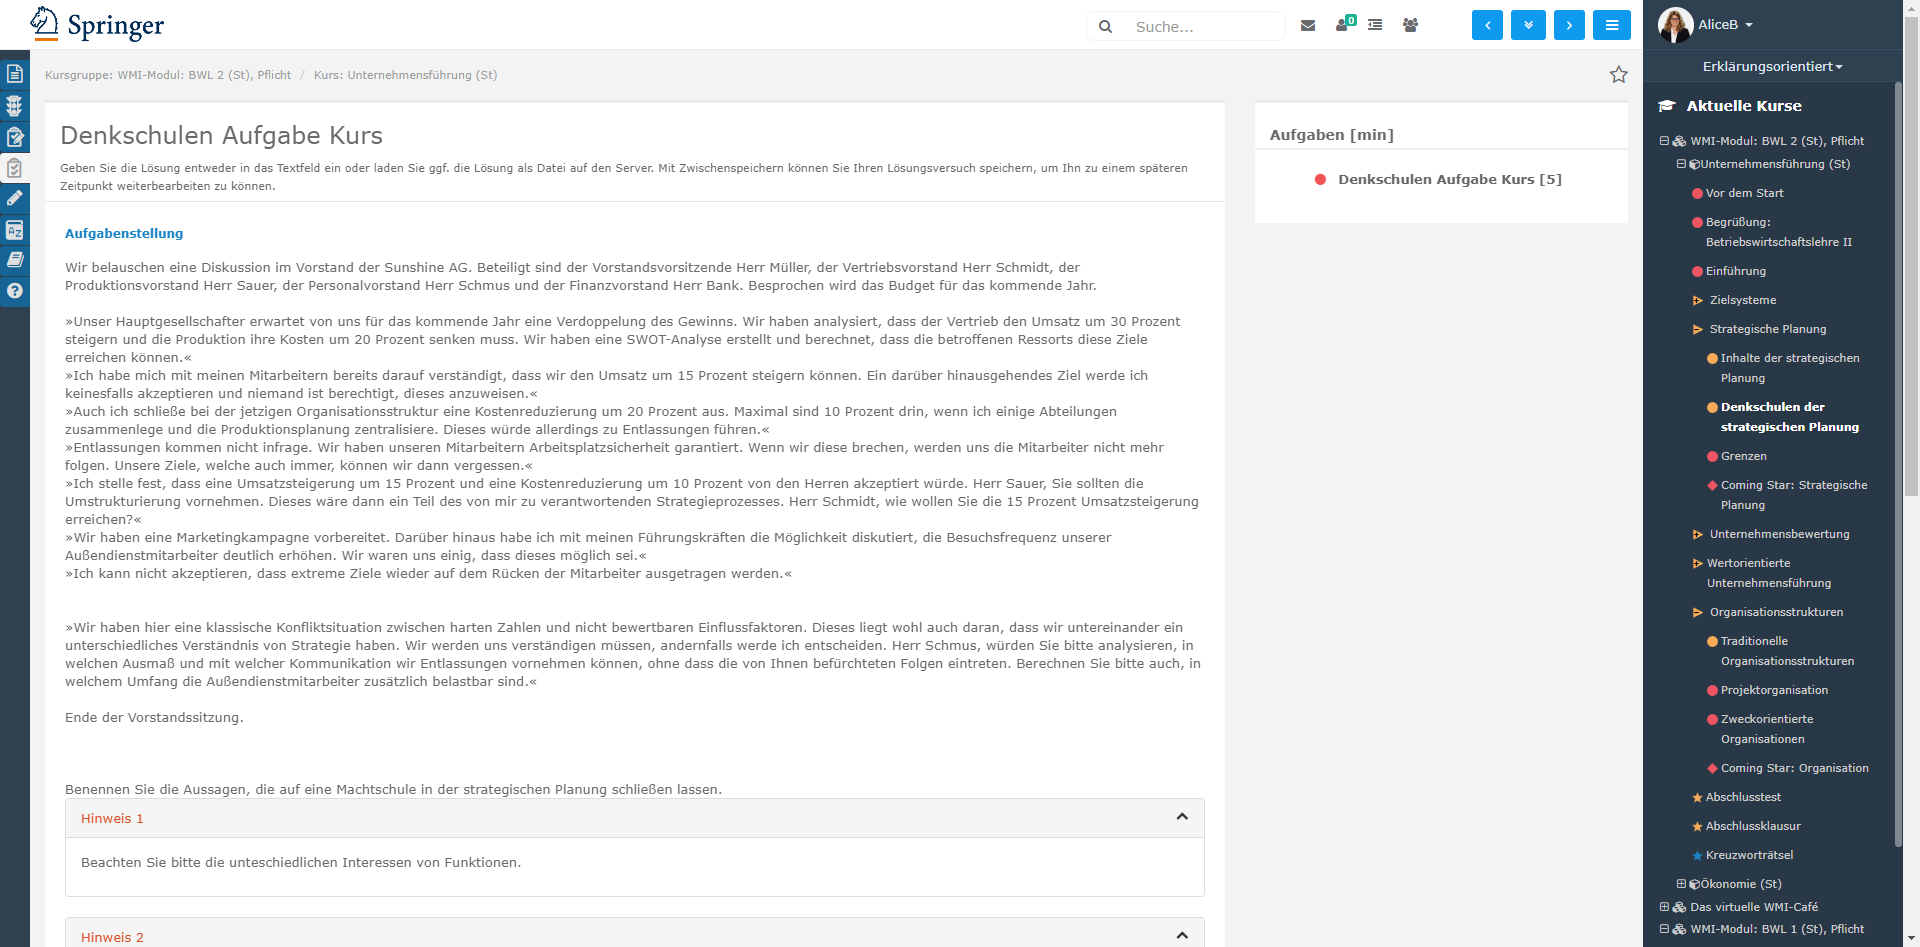 Springer
Suche...
0
AliceB
Erklärungsorientiert
Kursgruppe: WMI-Modul: BWL 2 (St), Pflicht / Kurs: Unternehmensführung (St)
Denkschulen Aufgabe Kurs
Geben Sie die Lösung entweder in das Textfeld ein oder laden Sie ggf. die Lösung als Datei auf den Server. Mit Zwischenspeichern können Sie Ihren Lösungsversuch speichern, um Ihn zu einem späteren
Zeitpunkt weiterbearbeiten zu können.
Aufgabenstellung
Wir belauschen eine Diskussion im Vorstand der Sunshine AG. Beteiligt sind der Vorstandsvorsitzende Herr Müller, der Vertriebsvorstand Herr Schmidt, der
Produktionsvorstand Herr Sauer, der Personalvorstand Herr Schmus und der Finanzvorstand Herr Bank. Besprochen wird das Budget für das kommende Jahr.
»Unser Hauptgesellschafter erwartet von uns für das kommende Jahr eine Verdoppelung des Gewinns. Wir haben analysiert, dass der Vertrieb den Umsatz um 30 Prozent
steigern und die Produktion ihre Kosten um 20 Prozent senken muss. Wir haben eine SWOT-Analyse erstellt und berechnet, dass die betroffenen Ressorts diese Ziele
erreichen können.«
»Ich habe mich mit meinen Mitarbeitern bereits darauf verständigt, dass wir den Umsatz um 15 Prozent steigern können. Ein darüber hinausgehendes Ziel werde ich
keinesfalls akzeptieren und niemand ist berechtigt, dieses anzuweisen.«
»Auch ich schließe bei der jetzigen Organisationsstruktur eine Kostenreduzierung um 20 Prozent aus. Maximal sind 10 Prozent drin, wenn ich einige Abteilungen
zusammenlege und die Produktionsplanung zentralisiere. Dieses würde allerdings zu Entlassungen führen.«
»Entlassungen kommen nicht infrage. Wir haben unseren Mitarbeitern Arbeitsplatzsicherheit garantiert. Wenn wir diese brechen, werden uns die Mitarbeiter nicht mehr
folgen. Unsere Ziele, welche auch immer, können wir dann vergessen.«
»Ich stelle fest, dass eine Umsatzsteigerung um 15 Prozent und eine Kostenreduzierung um 10 Prozent von den Herren akzeptiert würde. Herr Sauer, Sie sollten die
Umstrukturierung vornehmen. Dieses wäre dann ein Teil des von mir zu verantwortenden Strategieprozesses. Herr Schmidt, wie wollen Sie die 15 Prozent Umsatzsteigerung
erreichen?«
»Wir haben eine Marketingkampagne vorbereitet. Darüber hinaus habe ich mit meinen Führungskräften die Möglichkeit diskutiert, die Besuchsfrequenz unserer
Außendienstmitarbeiter deutlich erhöhen. Wir waren uns einig, dass dieses möglich sei.«
»Ich kann nicht akzeptieren, dass extreme Ziele wieder auf dem Rücken der Mitarbeiter ausgetragen werden.«
»Wir haben hier eine klassische Konfliktsituation zwischen harten Zahlen und nicht bewertbaren Einflussfaktoren. Dieses liegt wohl auch daran, dass wir untereinander ein
unterschiedliches Verständnis von Strategie haben. Wir werden uns verständigen müssen, andernfalls werde ich entscheiden. Herr Schmus, würden Sie bitte analysieren, in
welchen Ausmaß und mit welcher Kommunikation wir Entlassungen vornehmen können, ohne dass die von Ihnen befürchteten Folgen eintreten. Berechnen Sie bitte auch, in
welchem Umfang die Außendienstmitarbeiter zusätzlich belastbar sind.«
Ende der Vorstandssitzung.
Benennen Sie die Aussagen, die auf eine Machtschule in der strategischen Planung schließen lassen.
Hinweis 1
Beachten Sie bitte die unteschiedlichen Interessen von Funktionen.
Hinweis 2
Aufgaben [min]
Denkschulen Aufgabe Kurs [5]
Aktuelle Kurse
WMI-Modul: BWL 2 (St), Pflicht
Unternehmensführung (St)
Vor dem Start
Begrüßung:
Betriebswirtschaftslehre II
Einführung
Zielsysteme
Strategische Planung
Inhalte der strategischen
Planung
Denkschulen der
strategischen Planung
Grenzen
Coming Star: Strategische
Planung
Unternehmensbewertung
Wertorientierte
Unternehmensführung
Organisationsstrukturen
Traditionelle
Organisationsstrukturen
Projektorganisation
Zweckorientierte
Organisationen
Coming Star: Organisation
Abschlusstest
Abschlussklausur
Kreuzworträtsel
Ökonomie (St)
Das virtuelle WMI-Café
WMI-Modul: BWL 1 (St), Pflicht